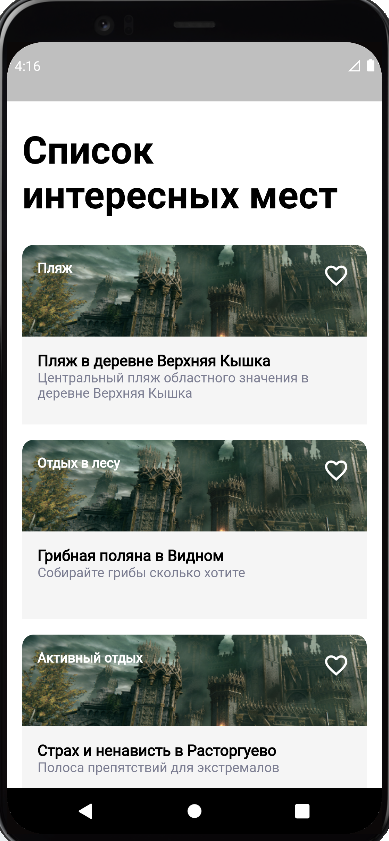 4:16
Список
интересных мест
Пляж
Пляж в деревне Верхняя Кышка
Центральный пляж областного значения в
деревне Верхняя Кышка
Отдых в лесу
Грибная поляна в Видном
Собирайте грибы сколько хотите
Активный отдых
Страх и ненависть в Расторгуево
Полоса препятствий для экстремалов